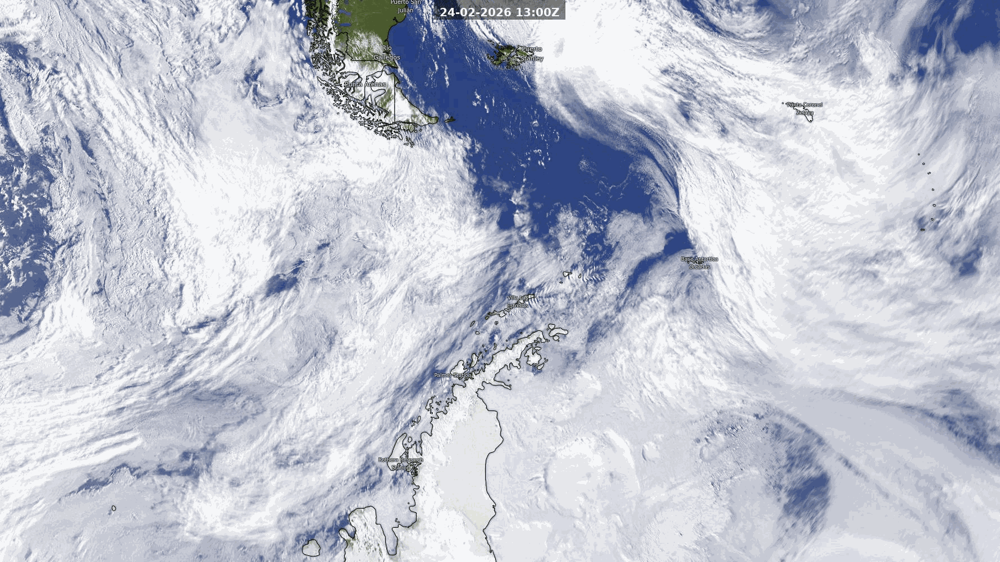 Puerto San
Julián
24-02-2026 13:00Z
Río
Gallegos
Puerto
Stanley
FALKLAND
Punta Arenas
Punta Coronel
Zelaya
Base Antartica
Orcadas
Villa Las
Estrellas
Palmer Station
Rothera Research
Station